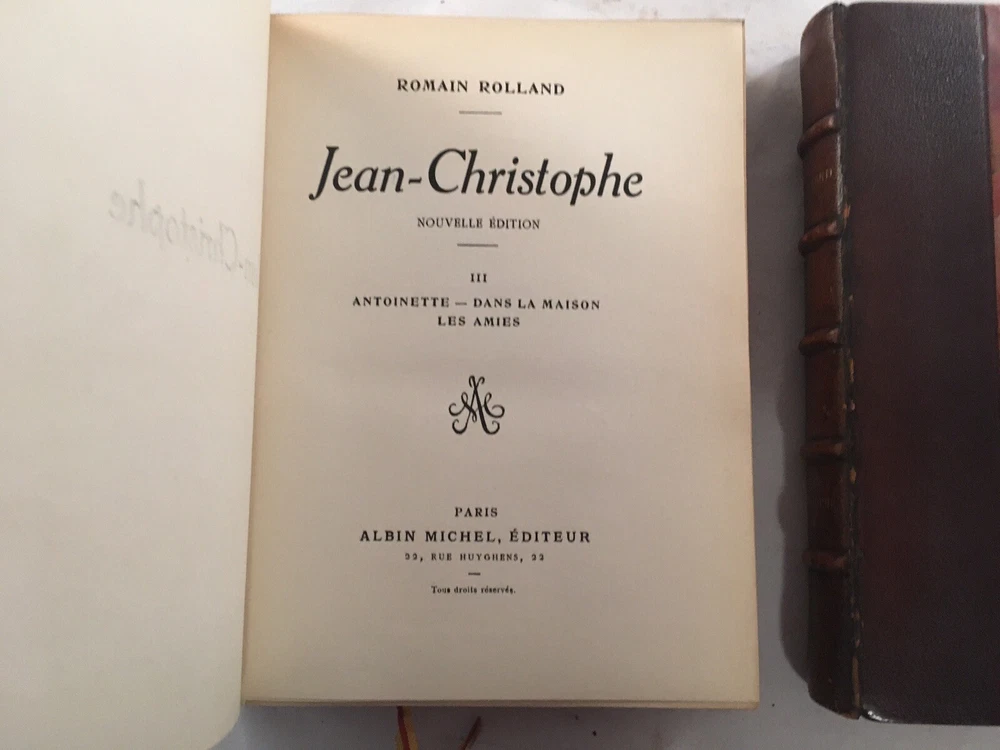 ROMAIN ROLLAND
Jean-Christophe
NOUVELLE ÉDITION
III
ANTOINETTE — DANS LA MAISON
LES AMIES
PARIS
ALBIN MICHEL, ÉDITEUR
22, RUE HUYGHENS, 22
Tous droits réservés.